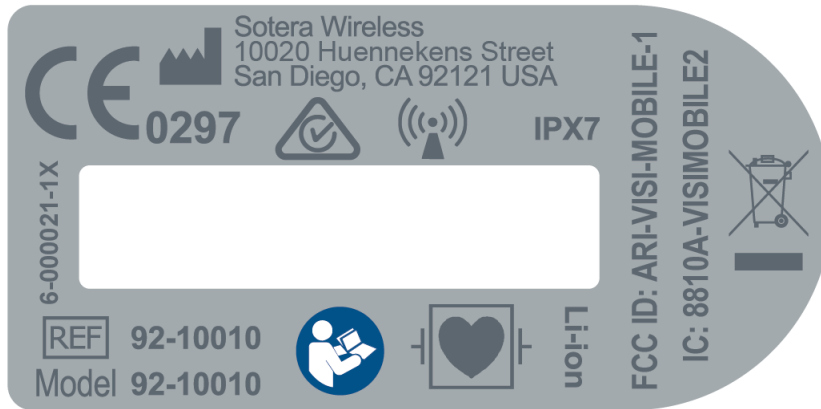 Sotera Wireless
10020 Huennekens Street
San Diego, CA 92121 USA
CE 0297
IPX7
6-000021-1X
REF 92-10010
Model 92-10010
Li-ion
FCC ID: ARI-VISI-MOBILE-1
IC: 8810A-VISIMOBILE2